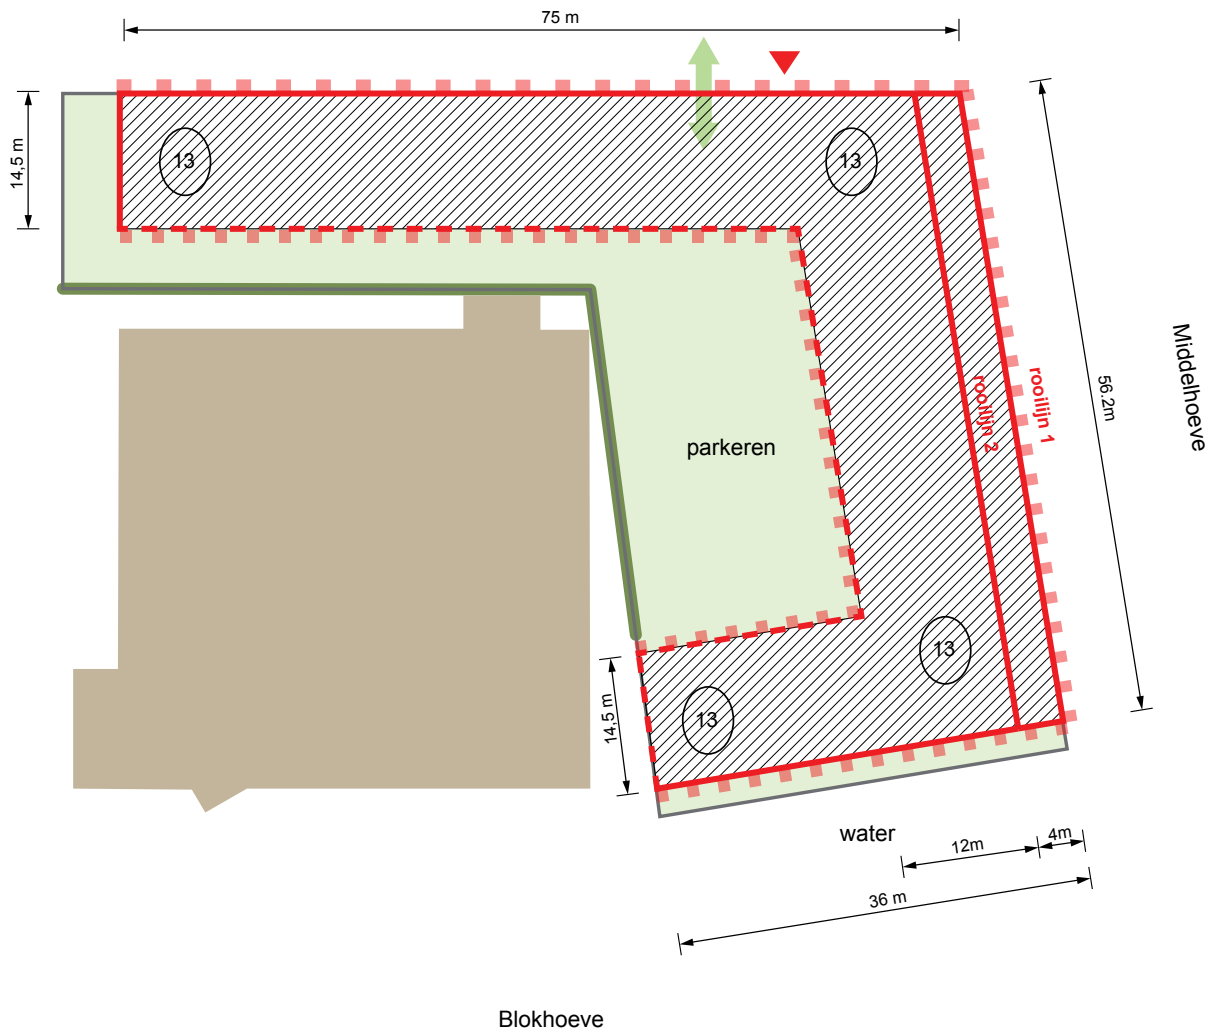 75 m
14,5 m
13
13
Middelhoeve
rooilijn 1
rooilijn 2
56.2m
parkeren
13
13
14,5 m
water
12m
4m
36 m
Blokhoeve